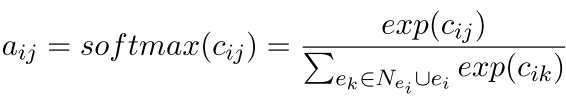 a_{ij} = softmax(c_{ij}) = \frac{exp(c_{ij})}{\sum_{e_k \in N_{e_i} \cup e_i} exp(c_{ik})}